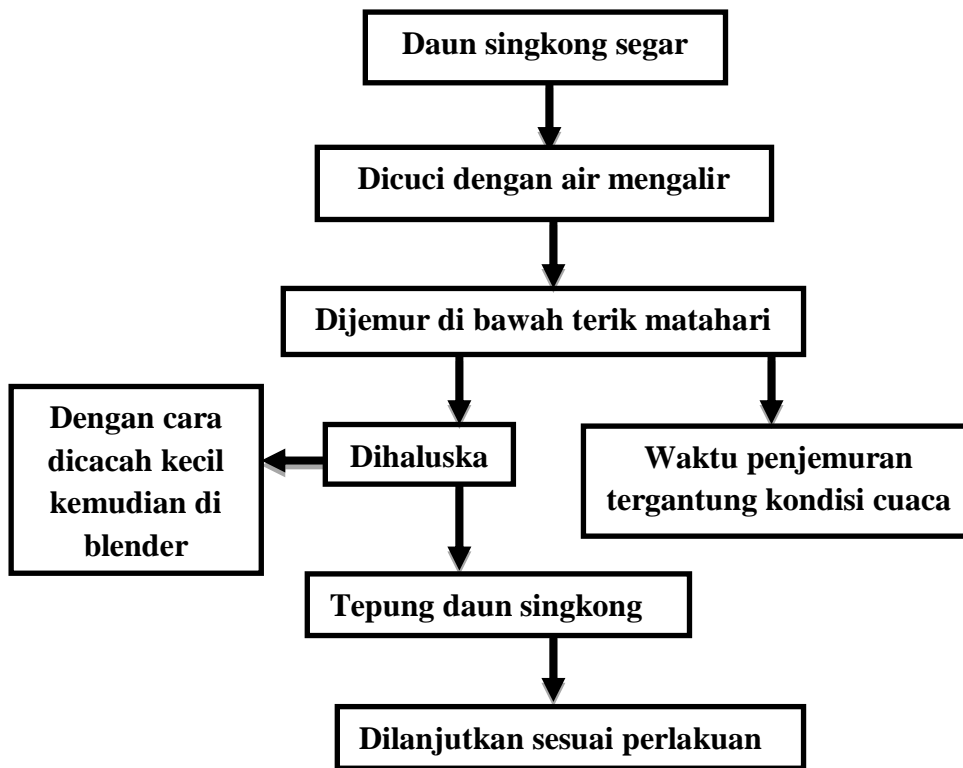 Daun singkong segar
Dicuci dengan air mengalir
Dijemur di bawah terik matahari
Dengan cara
dicacah kecil
kemudian di
blender
Dihaluska
Waktu penjemuran
tergantung kondisi cuaca
Tepung daun singkong
Dilanjutkan sesuai perlakuan